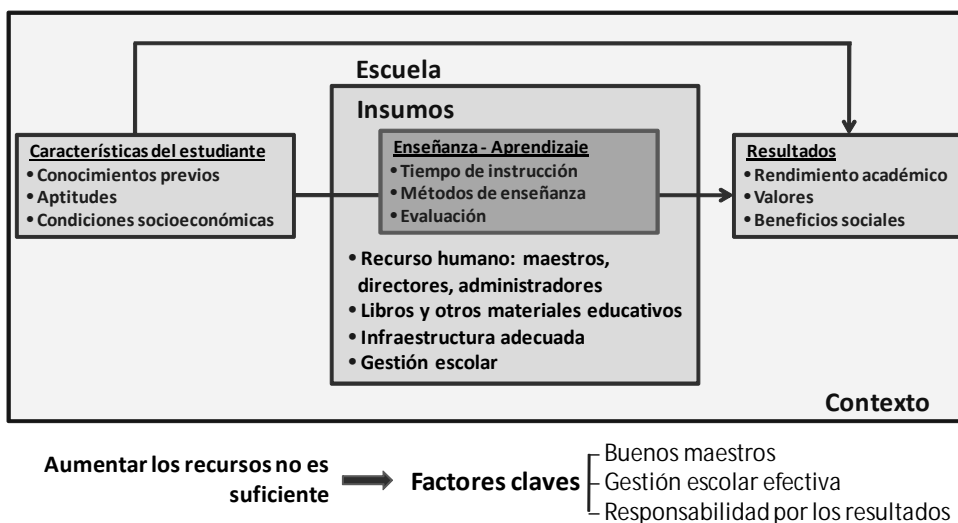 Escuela
Insumos
Características del estudiante
• Conocimientos previos
• Aptitudes
• Condiciones socioeconómicas
Enseñanza - Aprendizaje
• Tiempo de instrucción
• Métodos de enseñanza
• Evaluación
Resultados
• Rendimiento académico
• Valores
• Beneficios sociales
• Recurso humano: maestros,
directores, administradores
• Libros y otros materiales educativos
• Infraestructura adecuada
• Gestión escolar
Contexto
Aumentar los recursos no es
suficiente
Factores claves
– Buenos maestros
– Gestión escolar efectiva
– Responsabilidad por los resultados